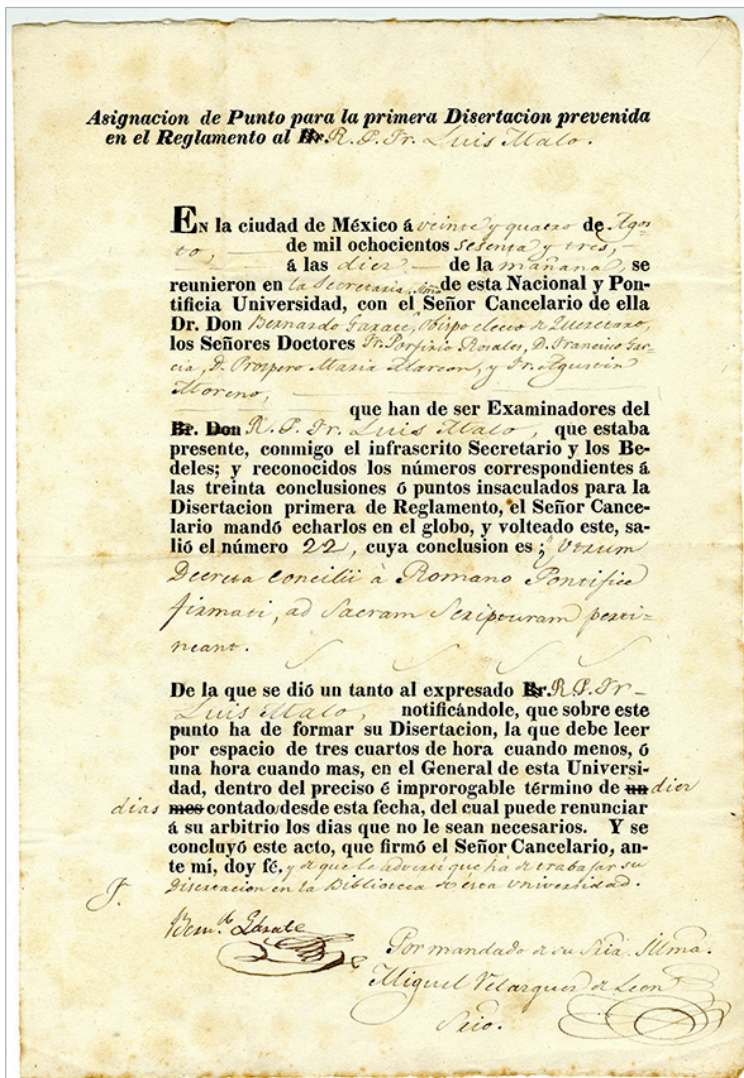 Asignacion de Punto para la primera Disertacion prevenida
en el Reglamento al Br. R. P. Fr. Luis Malo.
EN la ciudad de México á veinte y quatro de Agos-
to, de mil ochocientos sesenta y tres,
á las diez de la mañana, se
reunieron en la Secretaría de esta Nacional y Pon-
tificia Universidad, con el Señor Cancelario de ella
Dr. Don Bernardo Garate, Obispo electo de Queretaro,
los Señores Doctores Fr. Porfirio Rosales, D. Francisco Gar-
cia, D. Prospero Maria Alarcon, y Fr. Agustin
Moreno,
que han de ser Examinadores del
Br. Don R. P. Fr. Luis Malo, que estaba
presente, conmigo el infrascrito Secretario y los Be-
deles; y reconocidos los números correspondientes á
las treinta conclusiones ó puntos insaculados para la
Disertacion primera de Reglamento, el Señor Cance-
lario mandó echarlos en el globo, y volteado este, sa-
lió el número 22, cuya conclusion es; Utrum
Decreta Concilii à Romano Pontifice
firmati, ad Sacram Scripturam perti-
neant.
De la que se dió un tanto al expresado Br. R. P. Fr.
Luis Malo, notificándole, que sobre este
punto ha de formar su Disertacion, la que debe leer
por espacio de tres cuartos de hora cuando menos, ó
una hora cuando mas, en el General de esta Universi-
dad, dentro del preciso é improrogable término de un diez
dias mes contado desde esta fecha, del cual puede renunciar
á su arbitrio los dias que no le sean necesarios. Y se
concluyó este acto, que firmó el Señor Cancelario, an-
te mí, doy fé, y de que le advertí que há de trabajar su
Disertacion en la Biblioteca de ésta Universidad.
Bern.do Gárate
Por mandado de su Sría. Illma.
Miguel Velazquez de Leon
Srio.